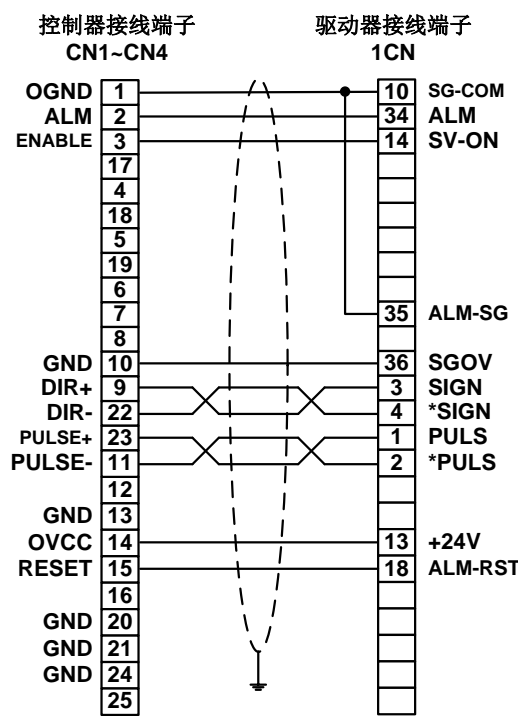 控制器接线端子 驱动器接线端子
CN1~CN4 1CN
OGND 1 10 SG-COM
ALM 2 34 ALM
ENABLE 3 14 SV-ON
17
4
18
5
19
6
7 35 ALM-SG
8
GND 10 36 SGOV
DIR+ 9 3 SIGN
DIR- 22 4 *SIGN
PULSE+ 23 1 PULS
PULSE- 11 2 *PULS
12
GND 13
OVCC 14 13 +24V
RESET 15 18 ALM-RST
16
GND 20
GND 21
GND 24
25